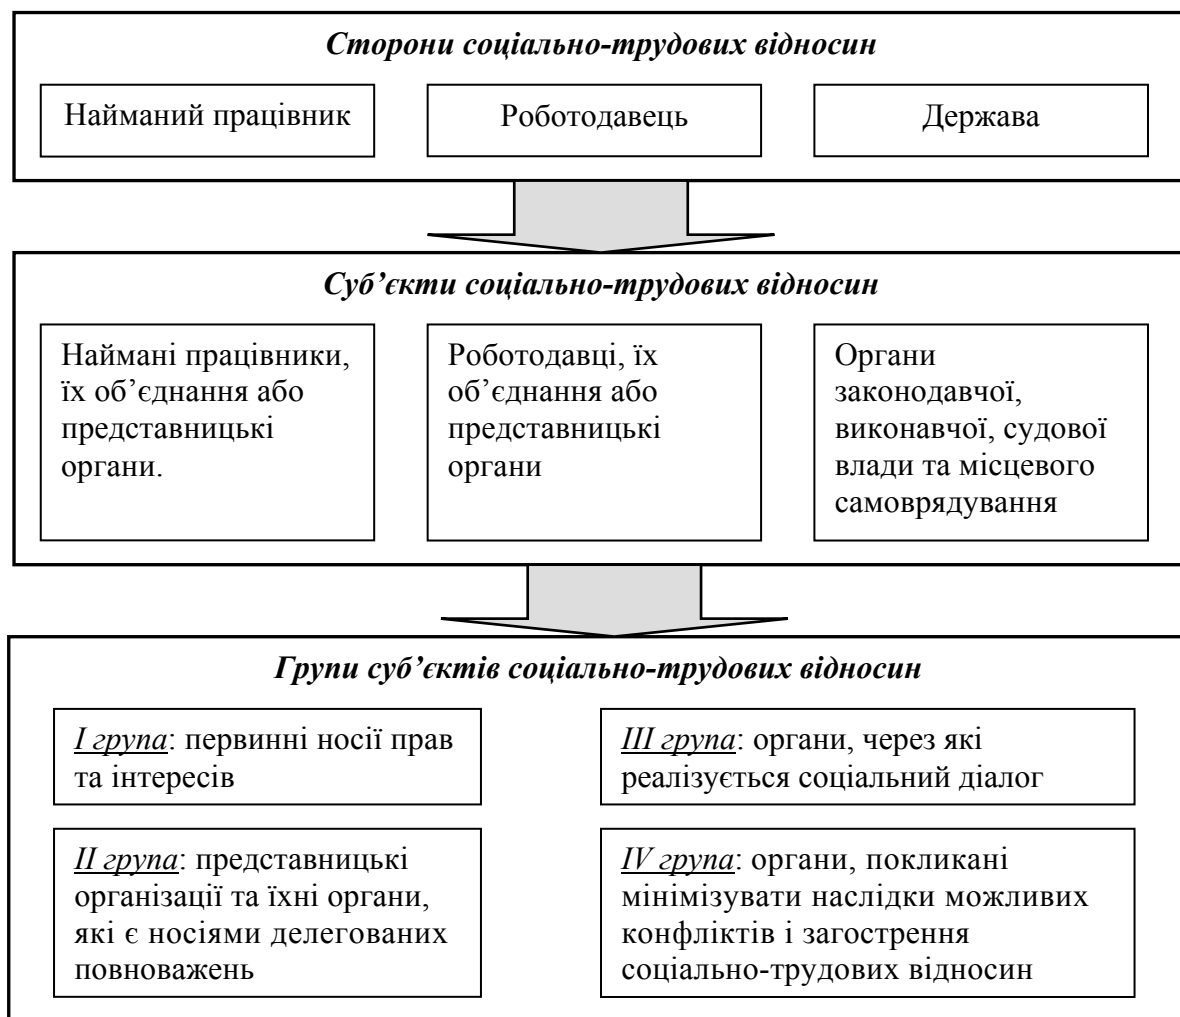 Сторони соціально-трудових відносин
Найманий працівник
Роботодавець
Держава
Суб’єкти соціально-трудових відносин
Наймані працівники,
їх об’єднання або
представницькі
органи.
Роботодавці, їх
об’єднання або
представницькі
органи
Органи
законодавчої,
виконавчої, судової
влади та місцевого
самоврядування
Групи суб’єктів соціально-трудових відносин
І група: первинні носії прав
та інтересів
ІІ група: представницькі
організації та їхні органи,
які є носіями делегованих
повноважень
ІІІ група: органи, через які
реалізується соціальний діалог
IV група: органи, покликані
мінімізувати наслідки можливих
конфліктів і загострення
соціально-трудових відносин